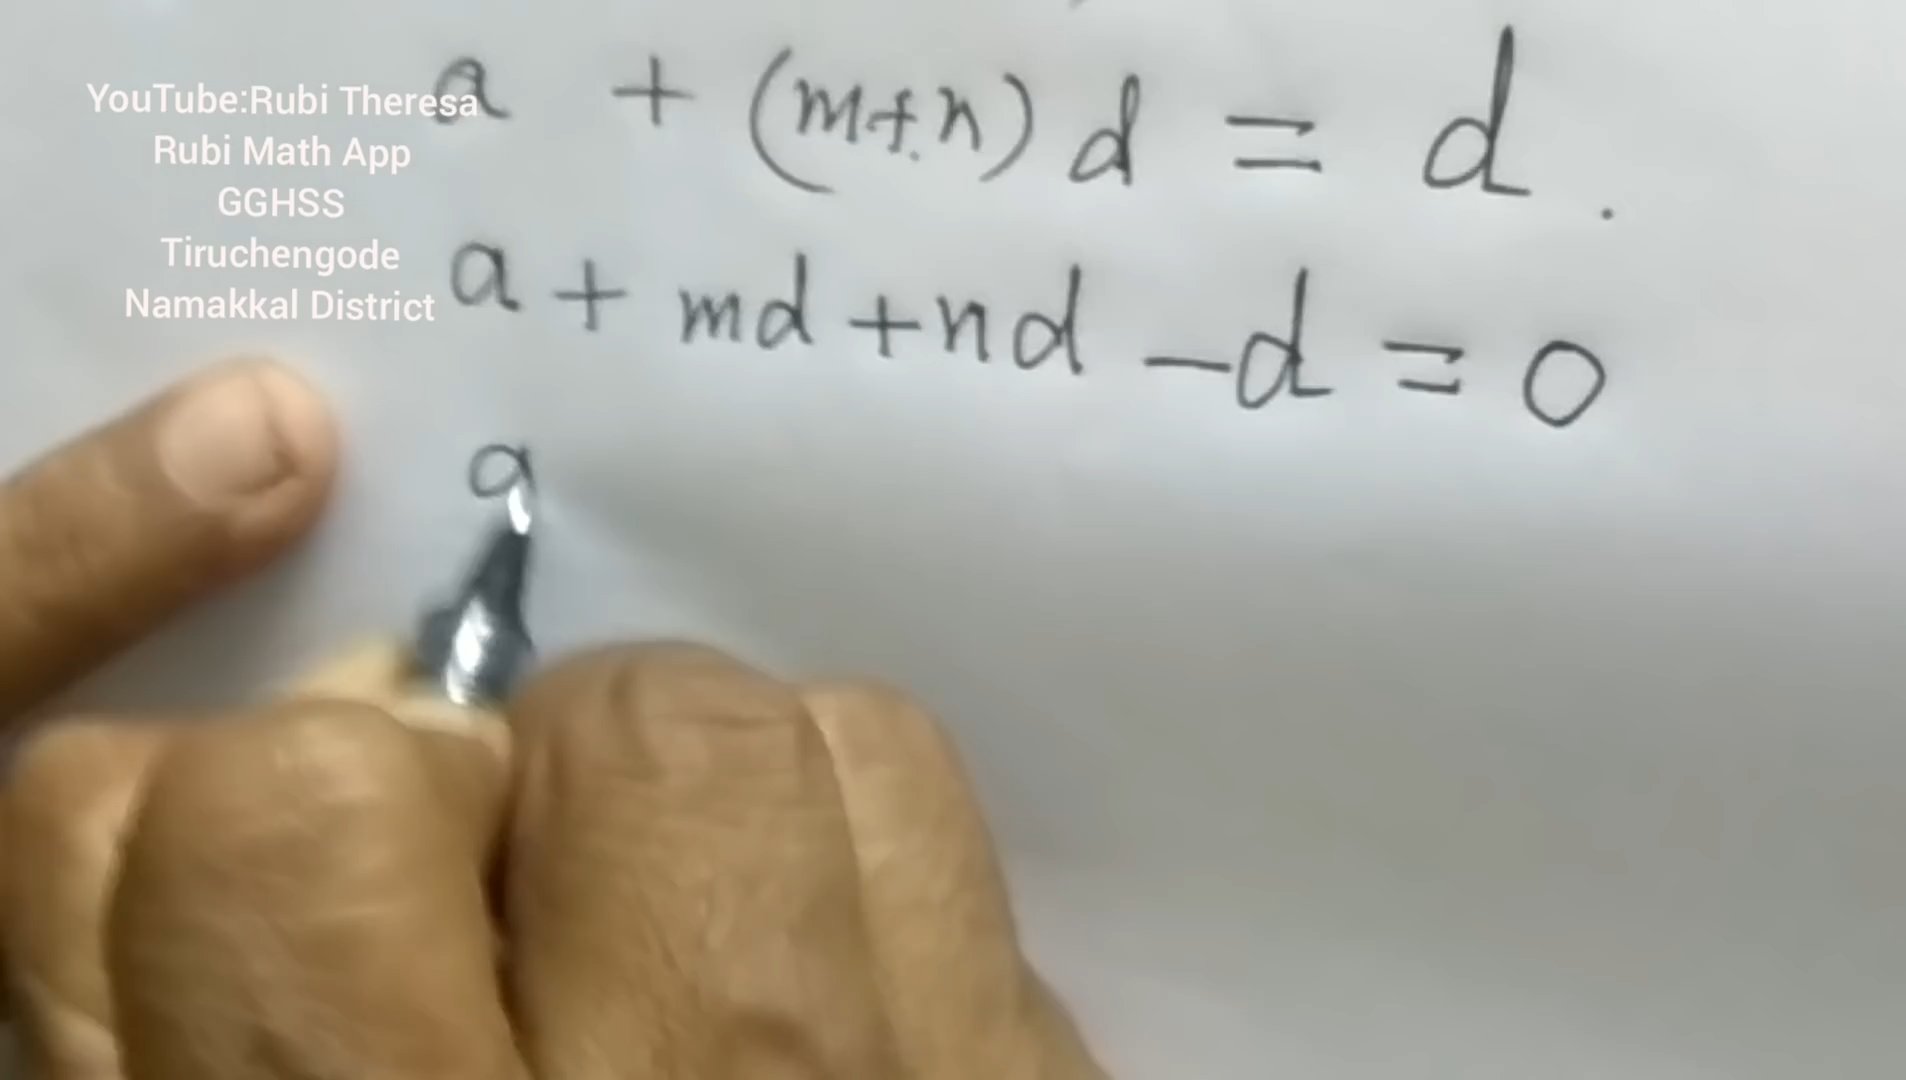 YouTube:Rubi Theresa
Rubi Math App
GGHSS
Tiruchengode
Namakkal District
a + (m+n) d = d.
a + md + nd - d = 0
a